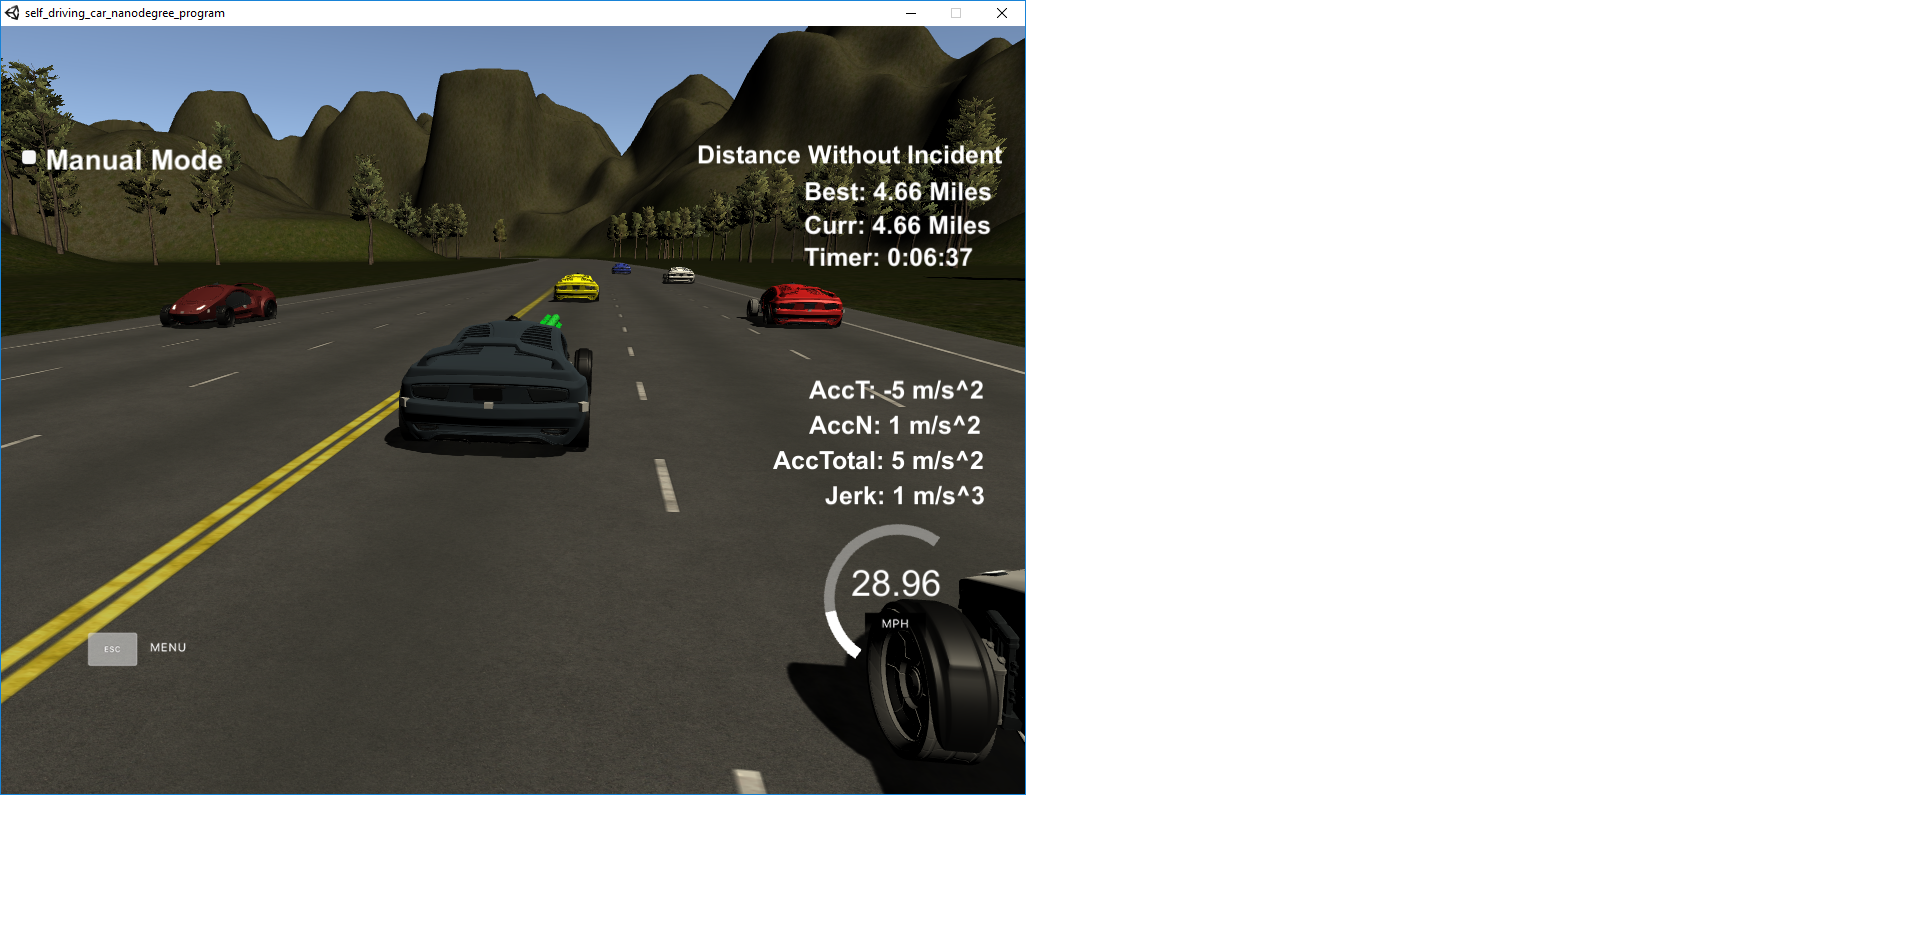 self_driving_car_nanodegree_program
Manual Mode
Distance Without Incident
Best: 4.66 Miles
Curr: 4.66 Miles
Timer: 0:06:37
AccT: -5 m/s^2
AccN: 1 m/s^2
AccTotal: 5 m/s^2
Jerk: 1 m/s^3
28.96
MPH
ESC MENU